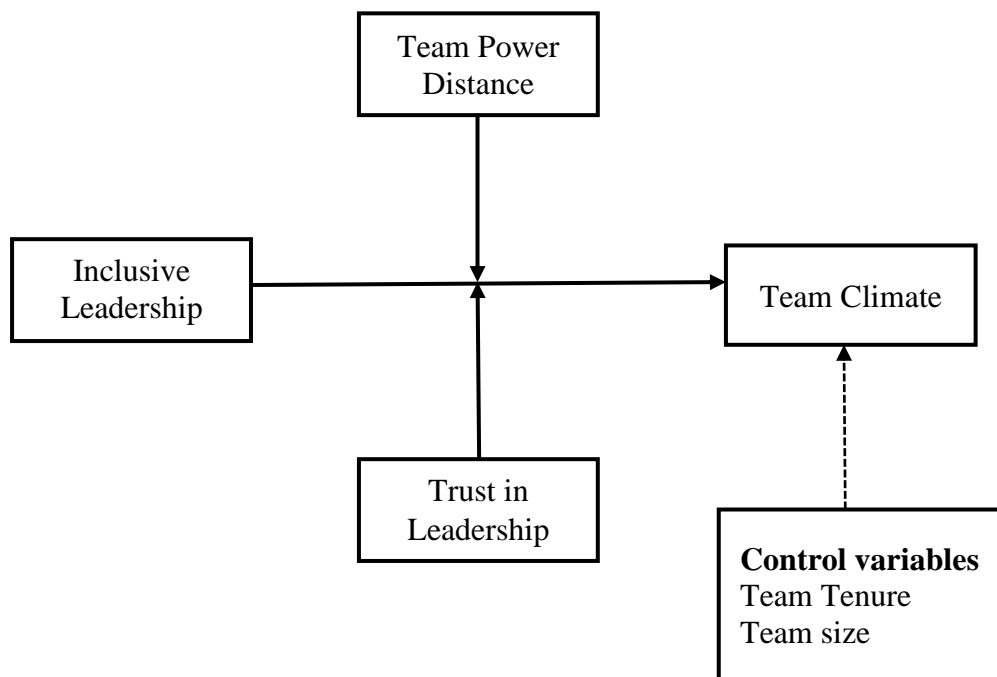 Team Power
Distance
Inclusive
Leadership
Team Climate
Trust in
Leadership
Control variables
Team Tenure
Team size